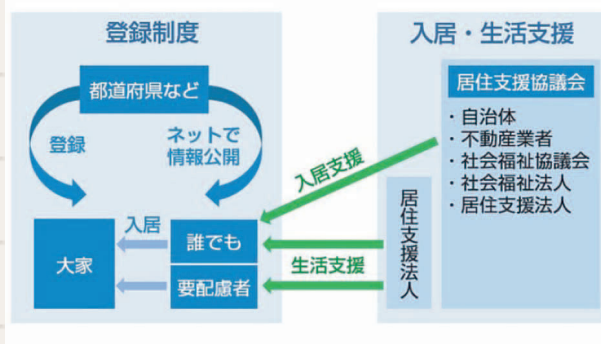 登録制度
都道府県など
登録
ネットで
情報公開
入居
大家
誰でも
要配慮者
入居支援
生活支援
入居・生活支援
居住支援協議会
・自治体
・不動産業者
・社会福祉協議会
・社会福祉法人
・居住支援法人
居住支援法人